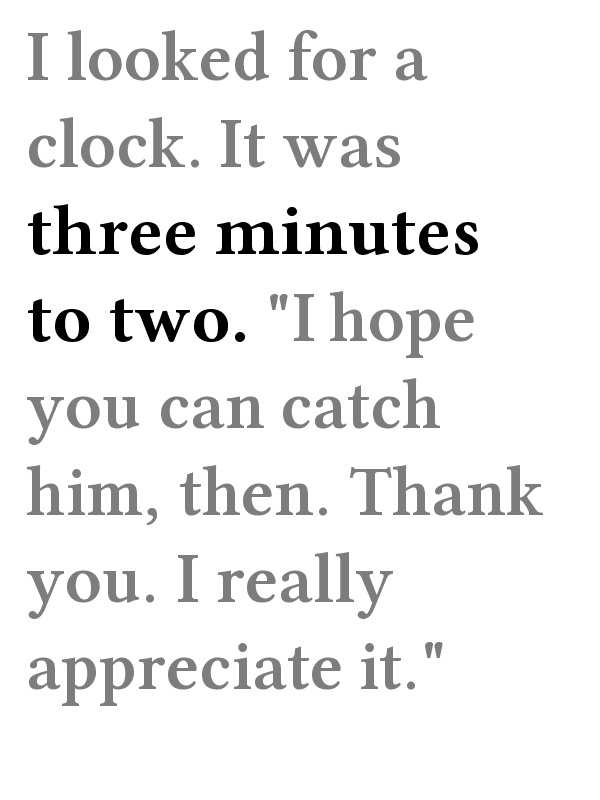 I looked for a
clock. It was
three minutes
to two. "I hope
you can catch
him, then. Thank
you. I really
appreciate it."